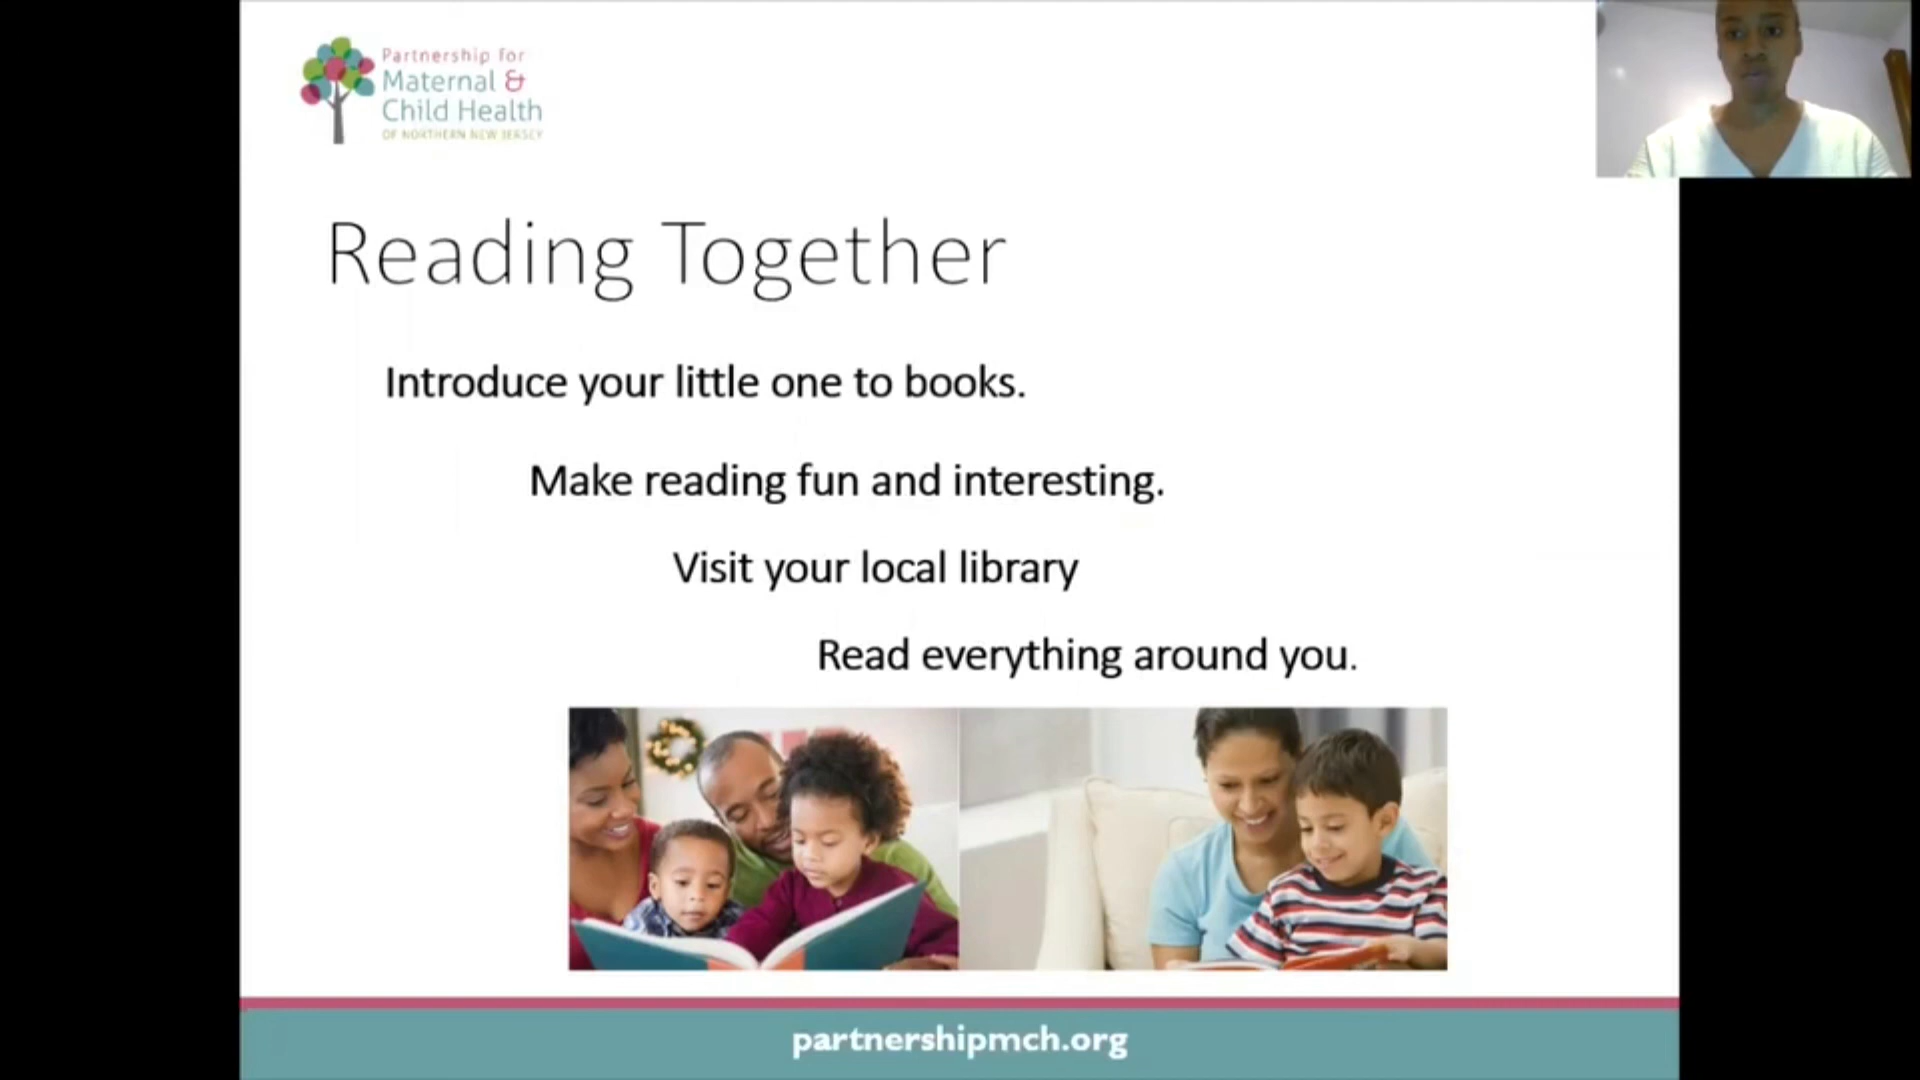 Partnership for
Maternal &
Child Health
OF NORTHERN NEW JERSEY
Reading Together
Introduce your little one to books.
Make reading fun and interesting.
Visit your local library
Read everything around you.
partnershipmch.org